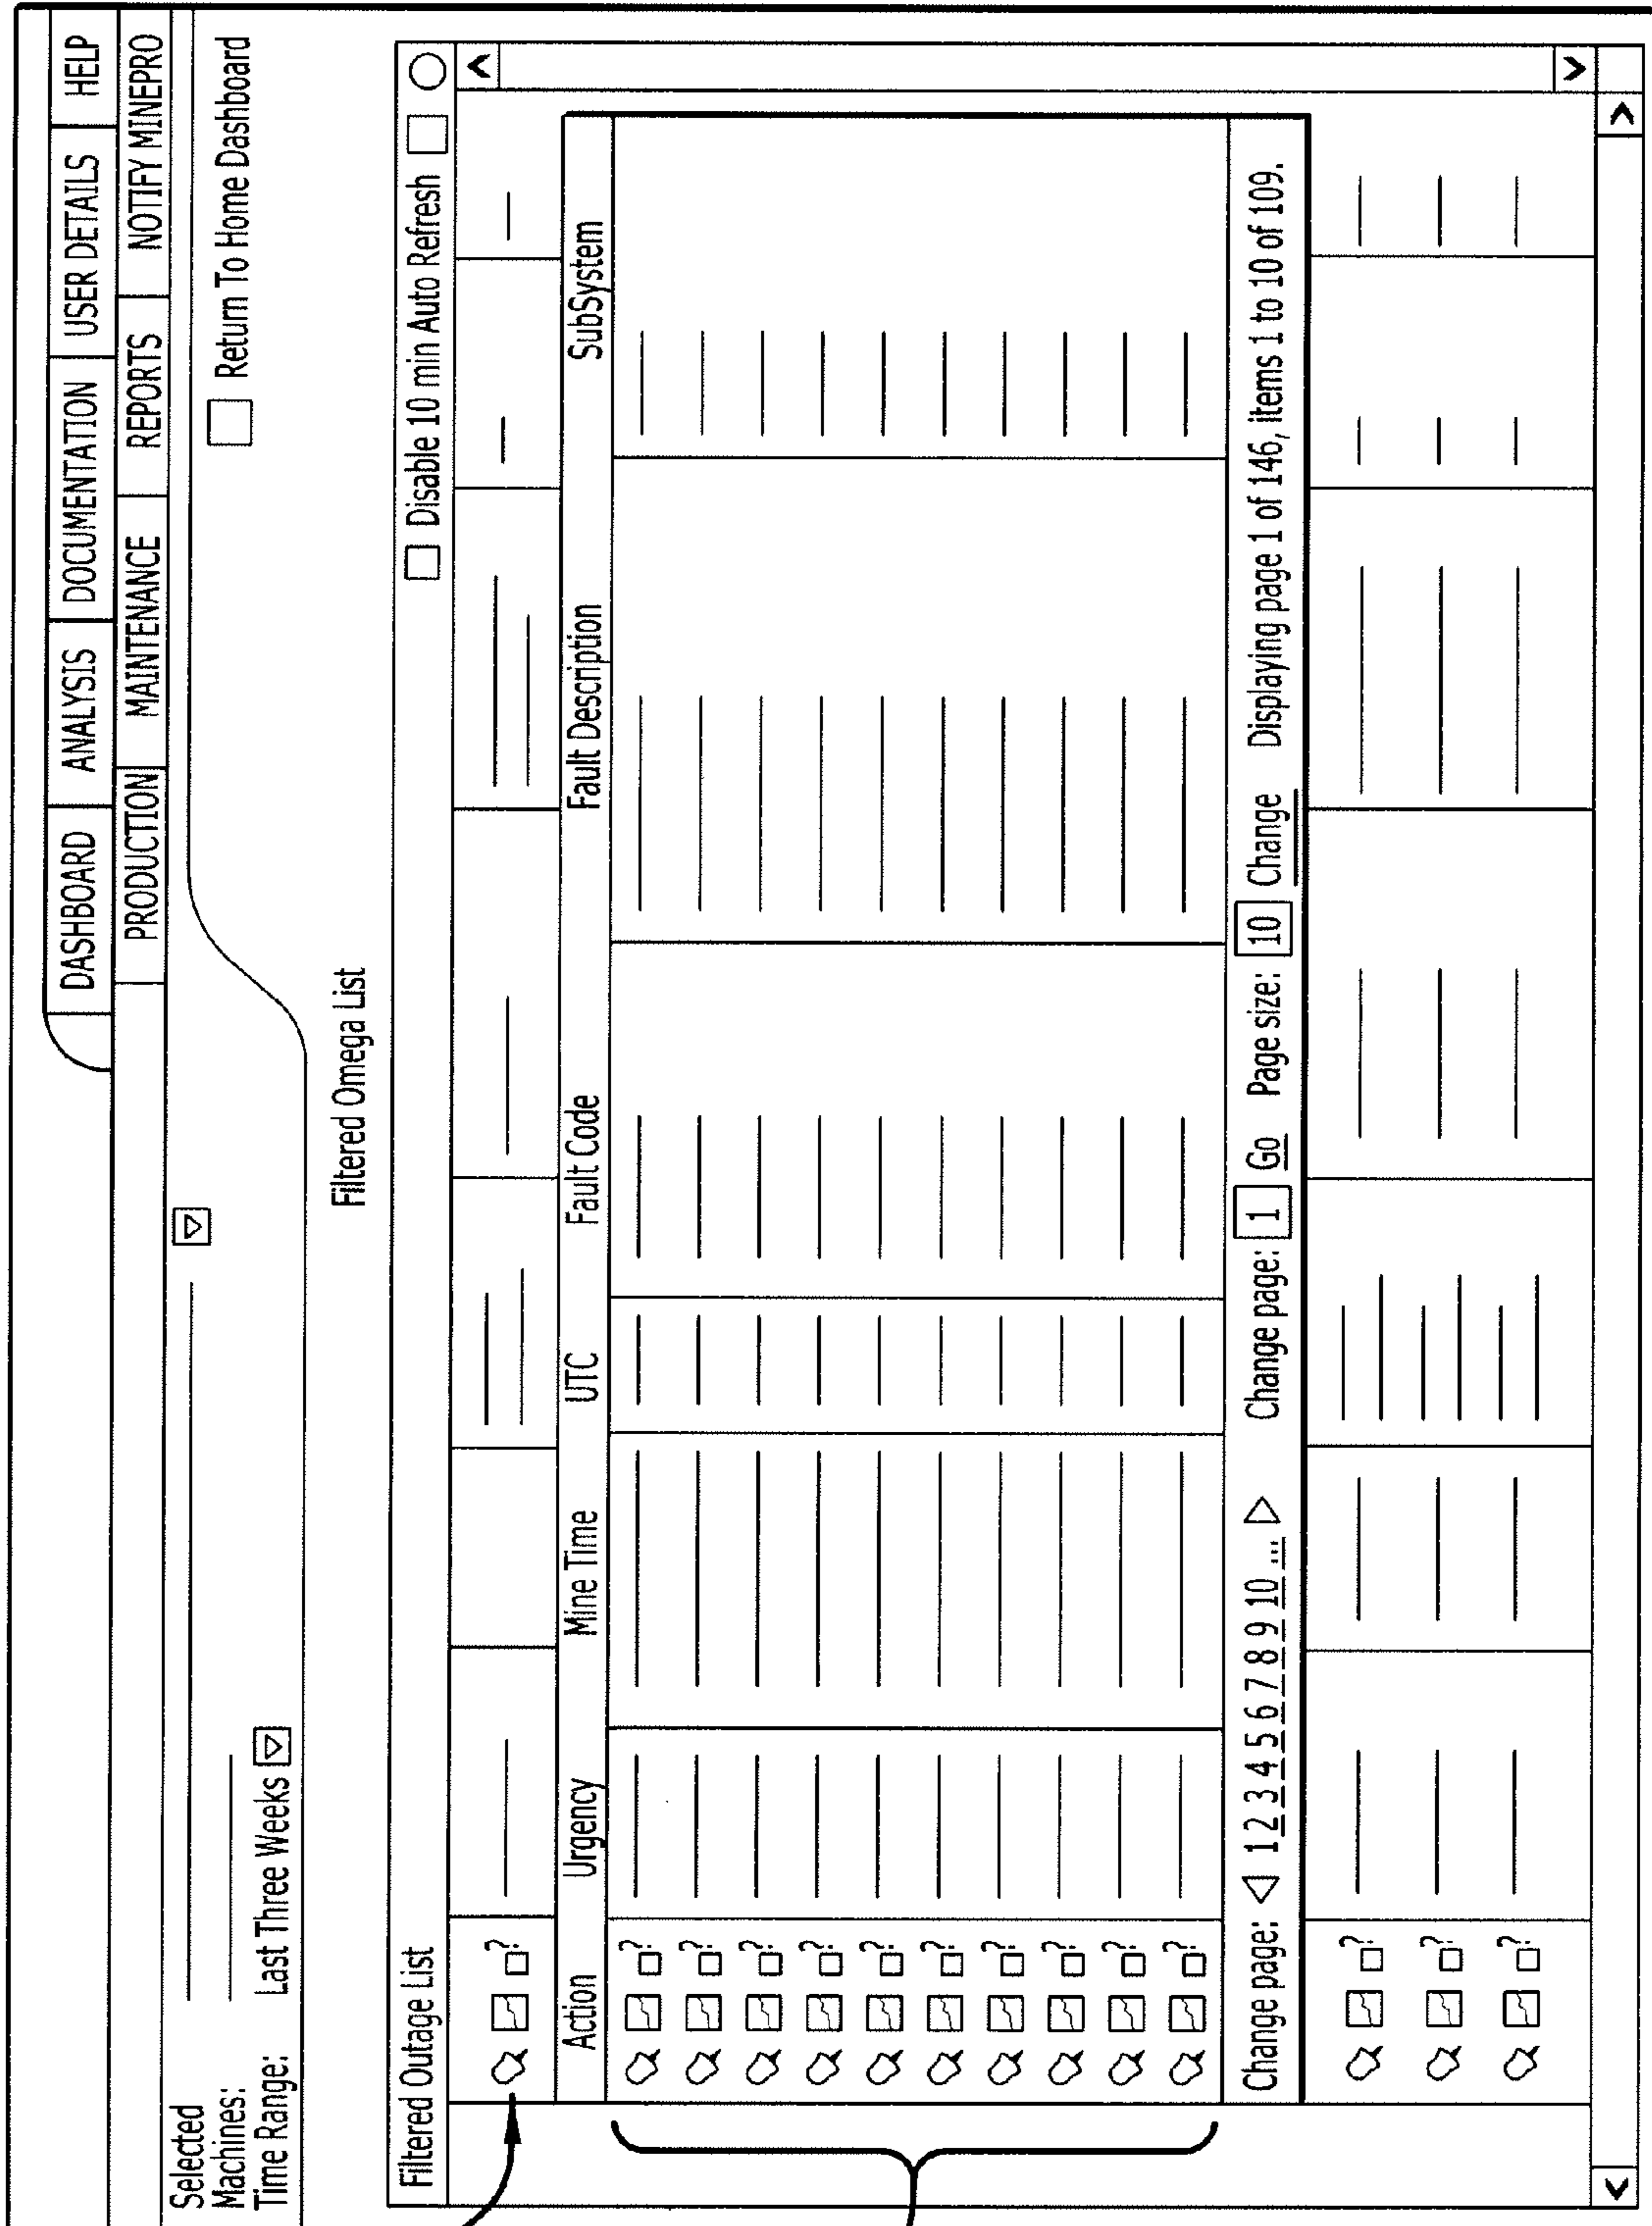 DASHBOARD ANALYSIS DOCUMENTATION USER DETAILS HELP
PRODUCTION MAINTENANCE REPORTS NOTIFY MINEPRO
Selected
Machines:
Time Range: Last Three Weeks
Return To Home Dashboard
Filtered Omega List
Filtered Outage List Disable 10 min Auto Refresh
?
Action Urgency Mine Time UTC Fault Code Fault Description SubSystem
?
?
?
?
?
?
?
?
?
?
Change page: 1 2 3 4 5 6 7 8 9 10 ... Change page: 1 Go Page size: 10 Change Displaying page 1 of 146, items 1 to 10 of 109.
?
?
?